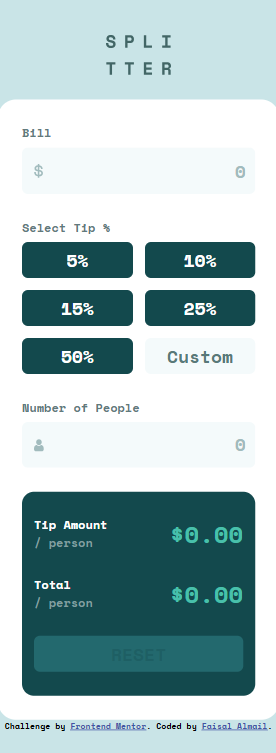 SPLI
TTER
Bill
$ 0
Select Tip %
5% 10%
15% 25%
50% Custom
Number of People
0
Tip Amount
/ person
$0.00
Total
/ person
$0.00
RESET
Challenge by Frontend Mentor. Coded by Faisal Almail.